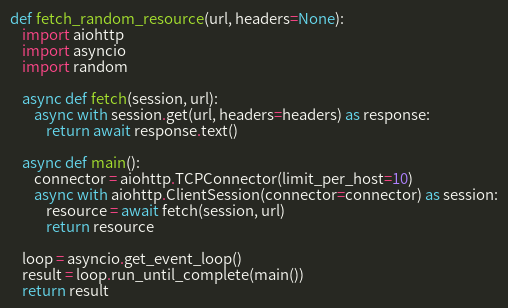 def fetch_random_resource(url, headers=None):
    import aiohttp
    import asyncio
    import random

    async def fetch(session, url):
        async with session.get(url, headers=headers) as response:
            return await response.text()

    async def main():
        connector = aiohttp.TCPConnector(limit_per_host=10)
        async with aiohttp.ClientSession(connector=connector) as session:
            resource = await fetch(session, url)
            return resource

    loop = asyncio.get_event_loop()
    result = loop.run_until_complete(main())
    return result